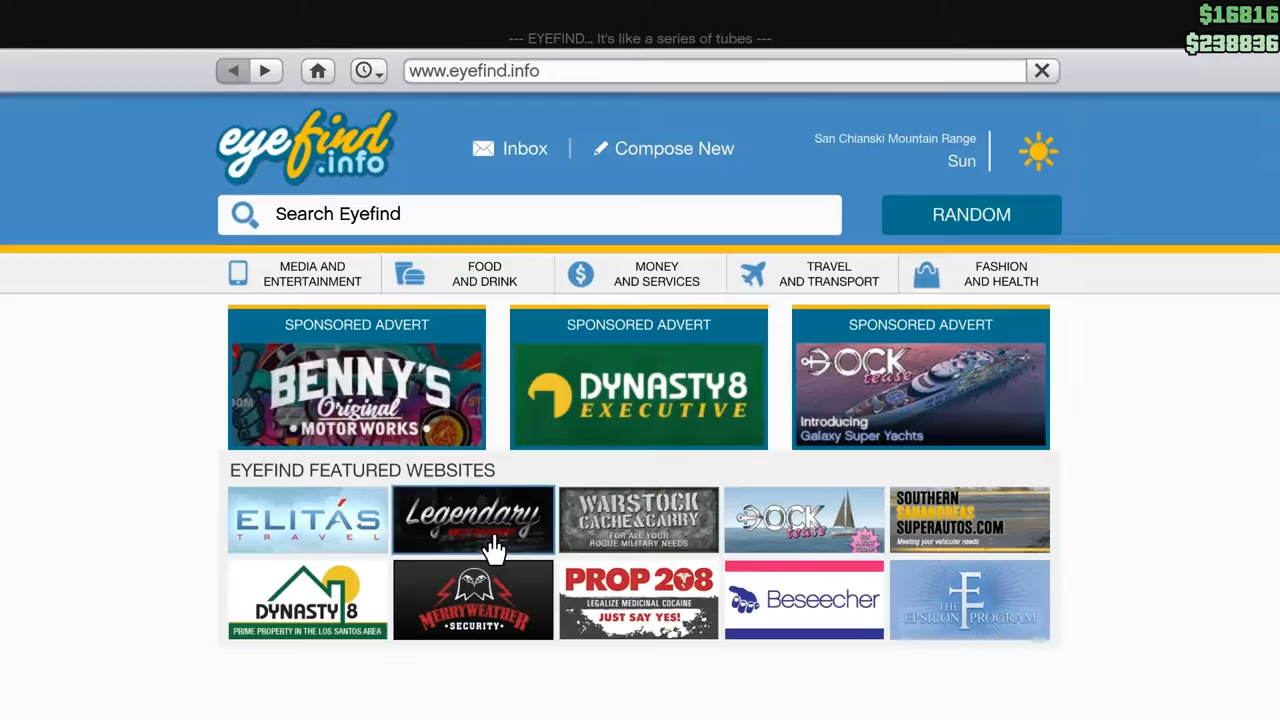 $16816
--- EYEFIND... It's like a series of tubes ---
$238836
www.eyefind.info
eyefind
.info
Inbox
Compose New
San Chianski Mountain Range
Sun
Search Eyefind
RANDOM
MEDIA AND
ENTERTAINMENT
FOOD
AND DRINK
MONEY
AND SERVICES
TRAVEL
AND TRANSPORT
FASHION
AND HEALTH
SPONSORED ADVERT
BENNY'S
Original
• MOTOR WORKS •
SPONSORED ADVERT
DYNASTY8
EXECUTIVE
SPONSORED ADVERT
DOCK
tease
Introducing
Galaxy Super Yachts
EYEFIND FEATURED WEBSITES
ELITÁS
TRAVEL
Legendary
WARSTOCK
CACHE&CARRY
FOR ALL YOUR
ROGUE MILITARY NEEDS
DOCK
tease
SOUTHERN
SANANDREAS
SUPERAUTOS.COM
Meeting your vehicular needs
DYNASTY 8
PRIME PROPERTY IN THE LOS SANTOS AREA
MERRYWEATHER
• SECURITY •
PROP 208
LEGALIZE MEDICINAL COCAINE
JUST SAY YES!
Beseecher
THE
EPSILON PROGRAM